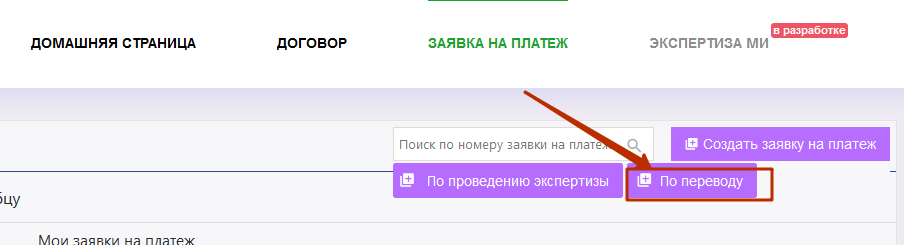 в разработке
ДОМАШНЯЯ СТРАНИЦА ДОГОВОР ЗАЯВКА НА ПЛАТЕЖ ЭКСПЕРТИЗА МИ
Поиск по номеру заявки на платеж Создать заявку на платеж
По проведению экспертизы По переводу
Мои заявки на платеж